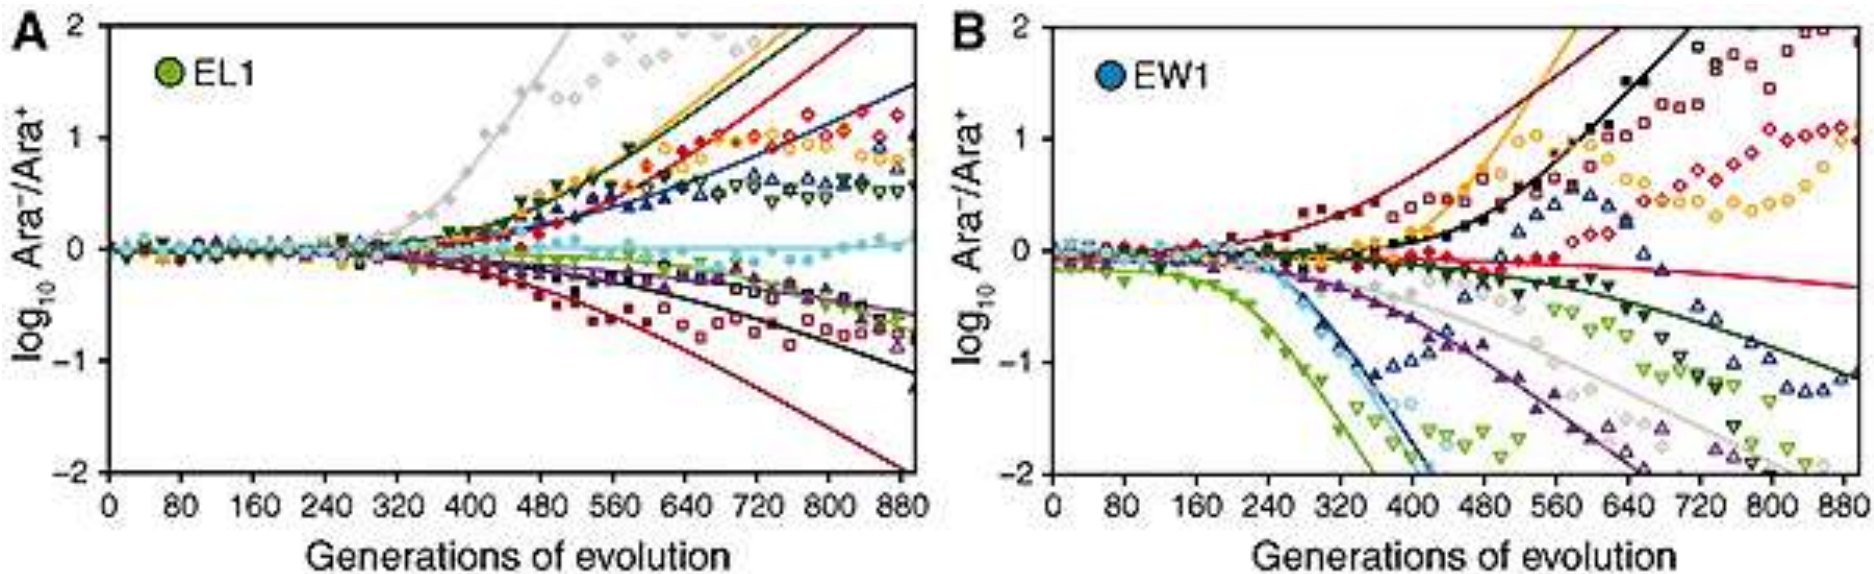 A
EL1
log10 Ara−/Ara+
2
1
0
−1
−2
0 80 160 240 320 400 480 560 640 720 800 880
Generations of evolution
B
EW1
log10 Ara−/Ara+
2
1
0
−1
−2
0 80 160 240 320 400 480 560 640 720 800 880
Generations of evolution